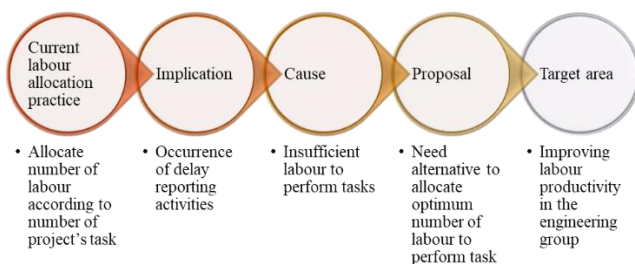 Current
labour
allocation
practice
Implication
Cause
Proposal
Target area
• Allocate
number of
labour
according to
number of
project's task
• Occurrence
of delay
reporting
activities
• Insufficient
labour to
perform tasks
• Need
alternative to
allocate
optimum
number of
labour to
perform task
• Improving
labour
productivity
in the
engineering
group